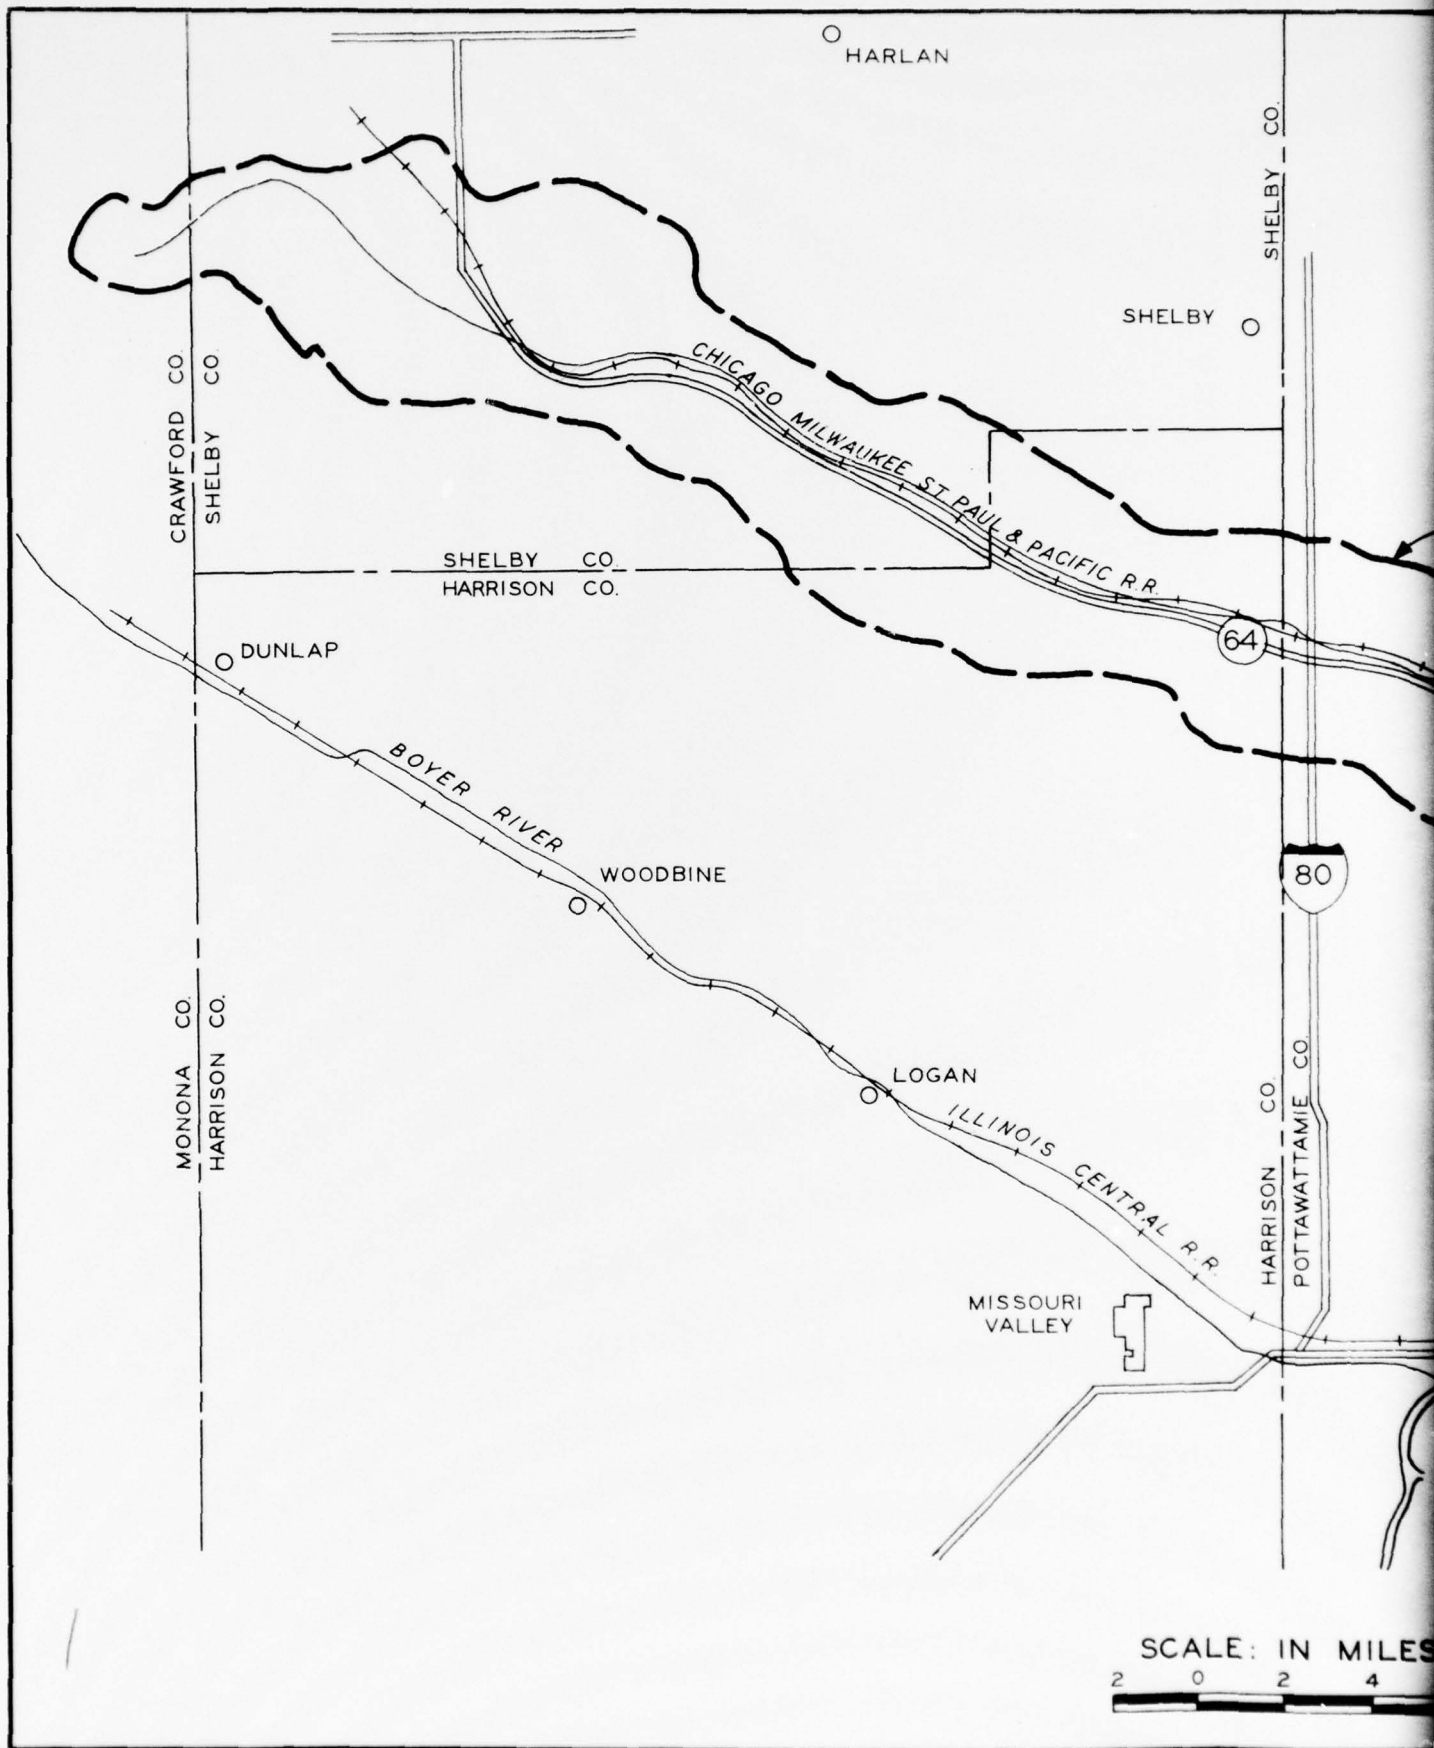 HARLAN
SHELBY CO.
SHELBY
CHICAGO MILWAUKEE ST. PAUL & PACIFIC R.R.
CRAWFORD CO.
SHELBY CO.
SHELBY CO.
HARRISON CO.
64
DUNLAP
BOYER RIVER
WOODBINE
80
MONONA CO.
HARRISON CO.
LOGAN
ILLINOIS CENTRAL R.R.
HARRISON CO.
POTTAWATTAMIE CO.
MISSOURI
VALLEY
SCALE: IN MILES
2 0 2 4